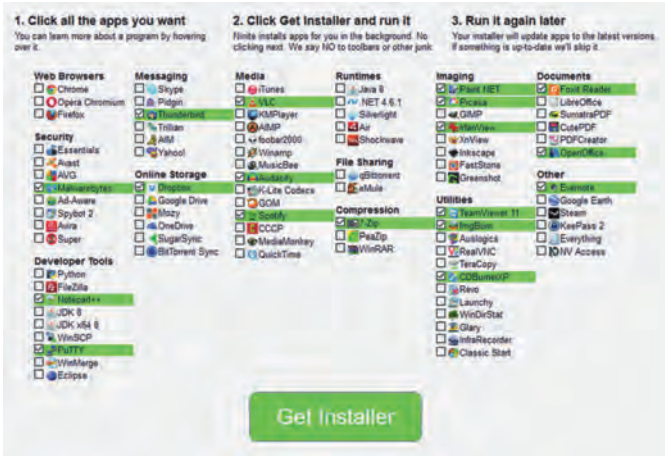 1. Click all the apps you want
You can learn more about a program by hovering
over it.
2. Click Get Installer and run it
Ninite installs apps for you in the background. No
clicking next. We say NO to toolbars or other junk
3. Run it again later
Your installer will update apps to the latest versions.
If something is up-to-date we'll skip it.
Web Browsers
Chrome
Opera Chromium
Firefox
Security
Essentials
Avast
AVG
Malwarebytes
Ad-Aware
Spybot 2
Avira
Super
Developer Tools
Python
FileZilla
Notepad++
JDK 8
JDK x64 8
WinSCP
PuTTY
WinMerge
Eclipse
Messaging
Skype
Pidgin
Thunderbird
Trillian
AIM
Yahoo!
Online Storage
Dropbox
Google Drive
Mozy
OneDrive
SugarSync
BitTorrent Sync
Media
iTunes
VLC
KMPlayer
AIMP
foobar2000
Winamp
MusicBee
Audacity
K-Lite Codecs
GOM
Spotify
CCCP
MediaMonkey
QuickTime
Runtimes
Java 8
.NET 4.6.1
Silverlight
Air
Shockwave
File Sharing
qBittorrent
eMule
Compression
7-Zip
PeaZip
WinRAR
Imaging
Paint.NET
Picasa
GIMP
IrfanView
XnView
Inkscape
FastStone
Greenshot
Utilities
TeamViewer 11
ImgBurn
Auslogics
RealVNC
TeraCopy
CDBurnerXP
Revo
Launchy
WinDirStat
Glary
InfraRecorder
Classic Start
Documents
Foxit Reader
LibreOffice
SumatraPDF
CutePDF
PDFCreator
OpenOffice
Other
Evernote
Google Earth
Steam
KeePass 2
Everything
NV Access
Get Installer